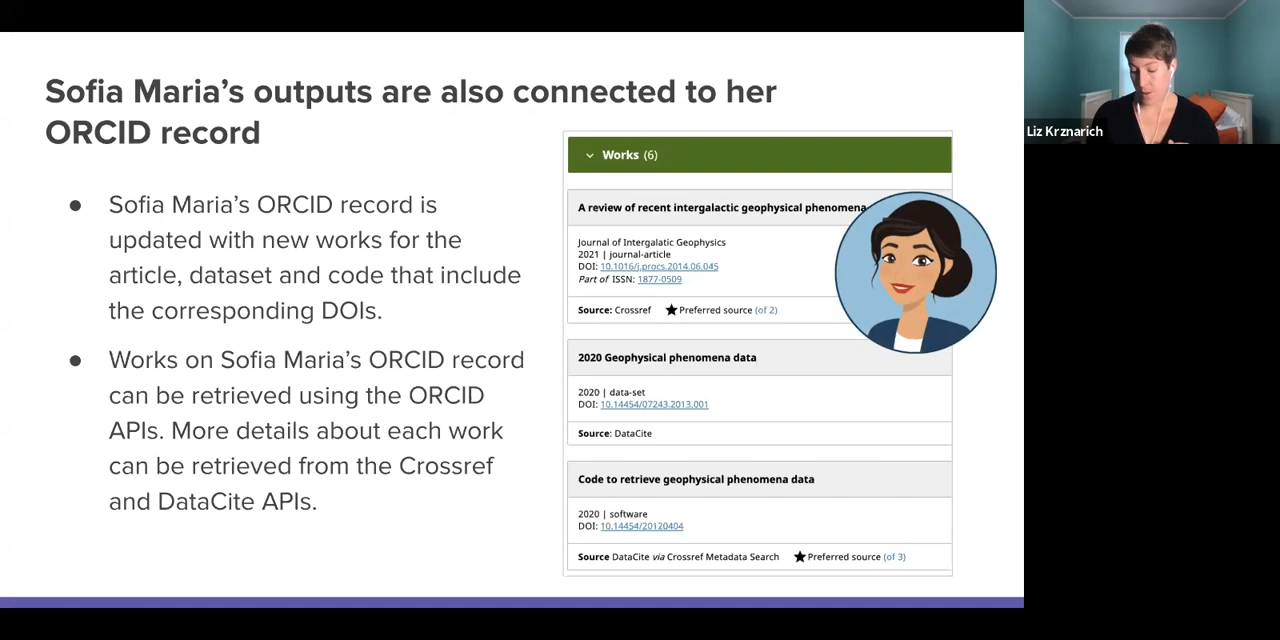 Sofia Maria’s outputs are also connected to her
ORCID record
● Sofia Maria’s ORCID record is
updated with new works for the
article, dataset and code that include
the corresponding DOIs.
● Works on Sofia Maria’s ORCID record
can be retrieved using the ORCID
APIs. More details about each work
can be retrieved from the Crossref
and DataCite APIs.
Works (6)
A review of recent intergalactic geophysical phenomena
Journal of Intergalatic Geophysics
2021 | journal-article
DOI: 10.1016/j.procs.2014.06.045
Part of ISSN: 1877-0509
Source: Crossref ★ Preferred source (of 2)
2020 Geophysical phenomena data
2020 | data-set
DOI: 10.14454/07243.2013.001
Source: DataCite
Code to retrieve geophysical phenomena data
2020 | software
DOI: 10.14454/20120404
Source DataCite via Crossref Metadata Search ★ Preferred source (of 3)
Liz Krznarich